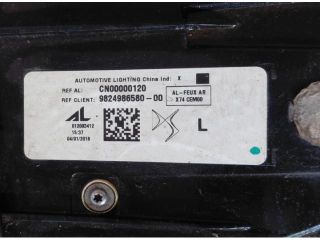 AUTOMOTIVE LIGHTING China Ind: X
REF AL: CN00000120
REF CLIENT: 9824986580-00
AL-FEUX AR
X74 CEM00
AL
15:37
04/01/2018
L